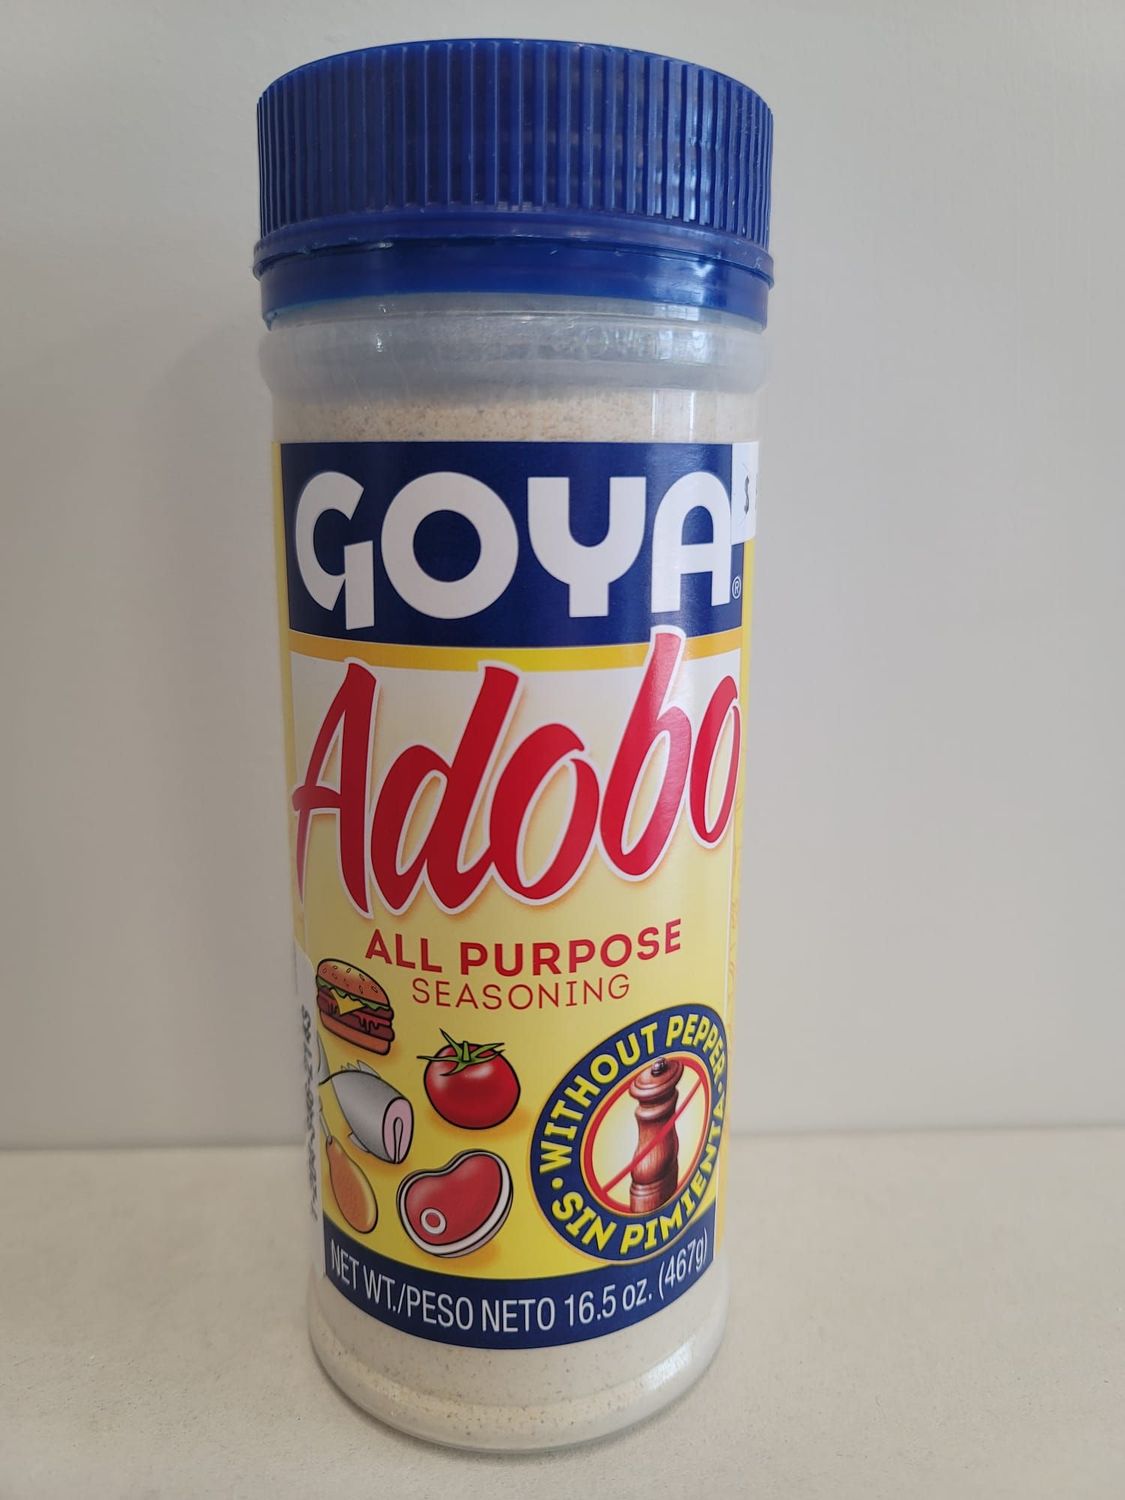 GOYA®
Adobo
ALL PURPOSE
SEASONING
• WITHOUT PEPPER •
SIN PIMIENTA
NET WT./PESO NETO 16.5 oz. (467g)